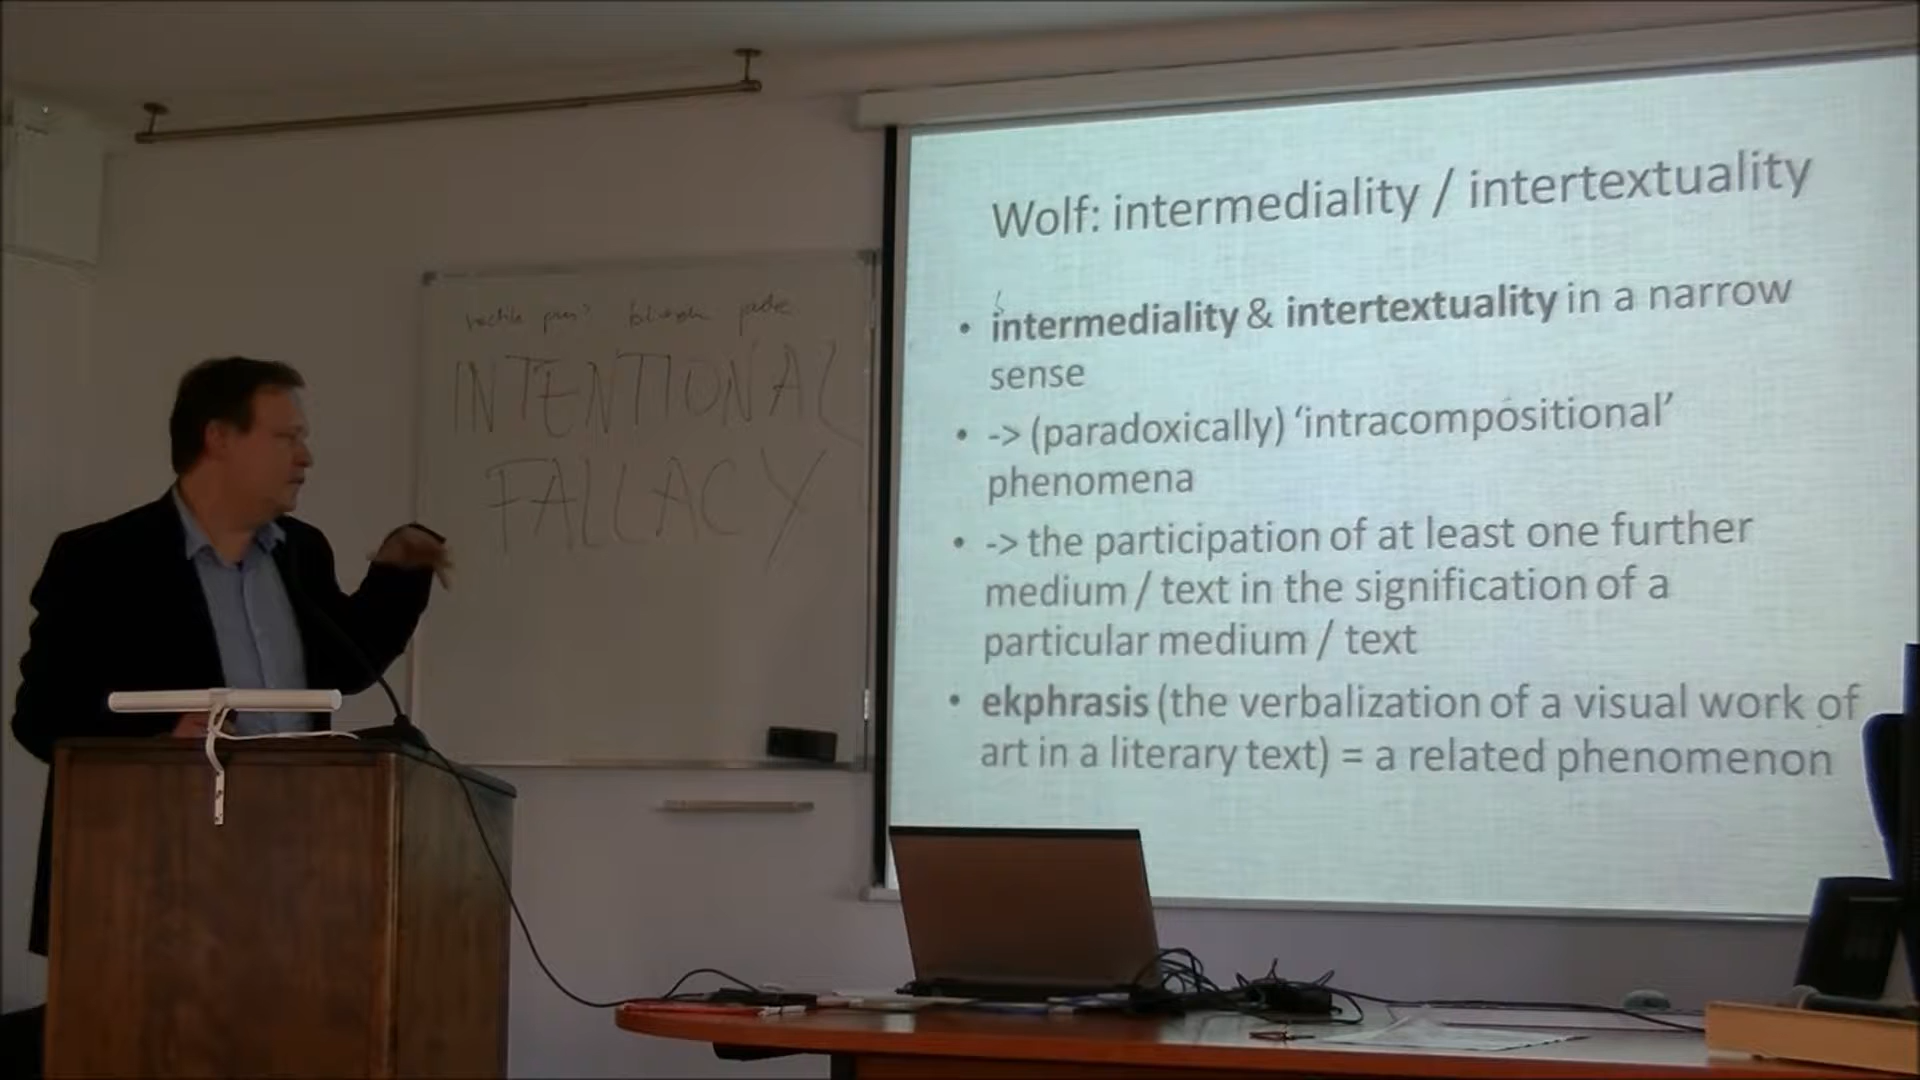 INTENTIONAL
FALLACY
Wolf: intermediality / intertextuality
• intermediality & intertextuality in a narrow
sense
• -> (paradoxically) ‘intracompositional’
phenomena
• -> the participation of at least one further
medium / text in the signification of a
particular medium / text
• ekphrasis (the verbalization of a visual work of
art in a literary text) = a related phenomenon